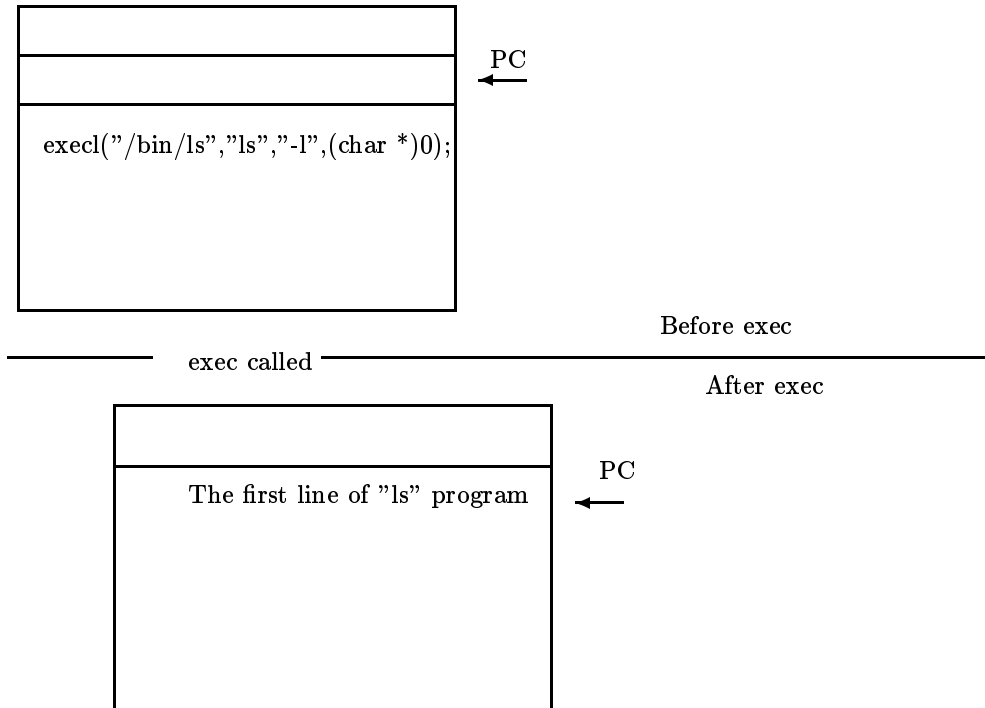 PC
execl("/bin/ls","ls","-l",(char *)0);
Before exec
exec called
After exec
PC
The first line of "ls" program